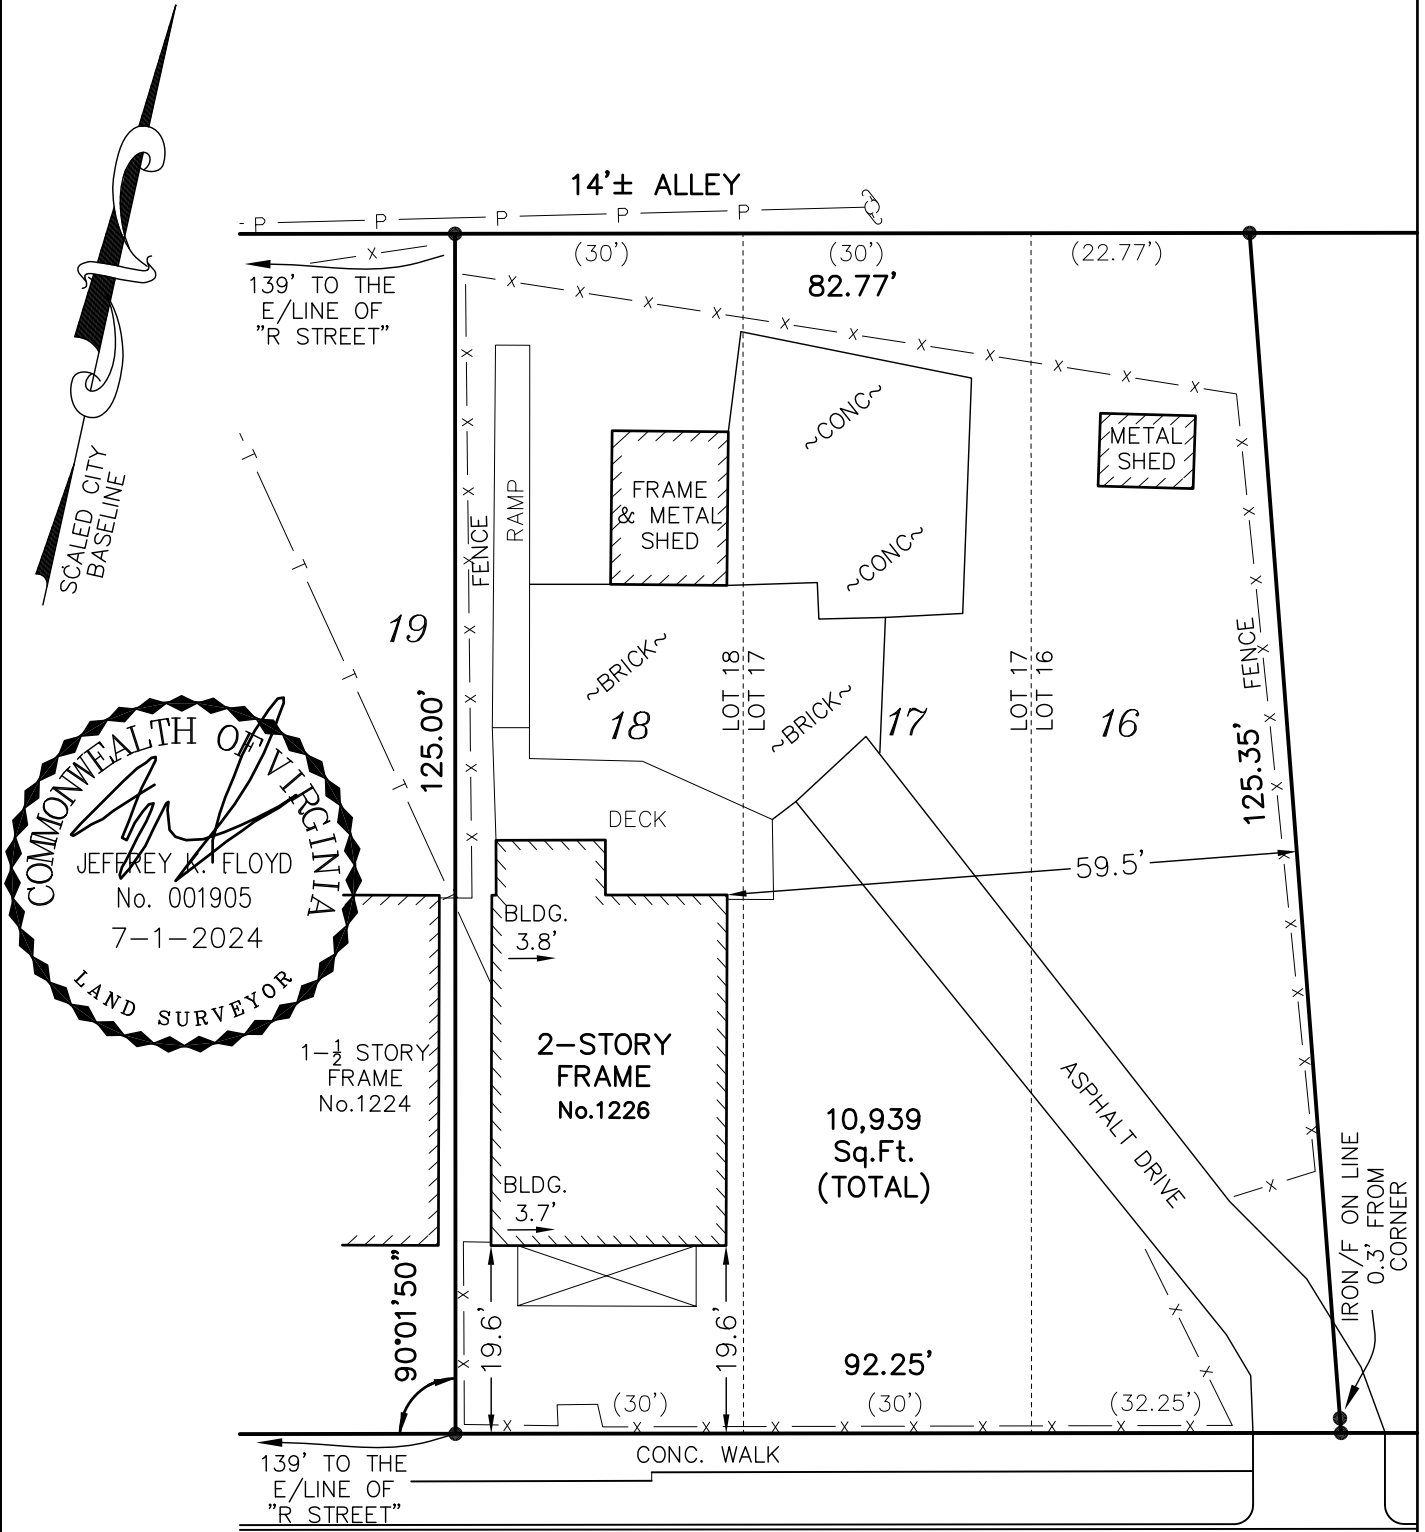 14'± ALLEY
P P P P P
(30') (30') (22.77')
82.77'
139' TO THE
E/LINE OF
"R STREET"
SCALED CITY
BASELINE
~CONC~
METAL
SHED
FRAME
& METAL
SHED
RAMP
FENCE
~CONC~
19
~BRICK~
LOT 18
LOT 17
LOT 17
LOT 16
FENCE
18
~BRICK~
17
16
125.00'
125.35'
DECK
59.5'
COMMONWEALTH OF VIRGINIA
JEFFREY K. FLOYD
No. 001905
7-1-2024
LAND SURVEYOR
BLDG.
3.8'
1-½ STORY
FRAME
No.1224
2-STORY
FRAME
No.1226
10,939
Sq.Ft.
(TOTAL)
ASPHALT DRIVE
BLDG.
3.7'
IRON/F ON LINE
0.3' FROM
CORNER
90°01'50"
19.6'
19.6'
92.25'
(30') (30') (32.25')
CONC. WALK
139' TO THE
E/LINE OF
"R STREET"